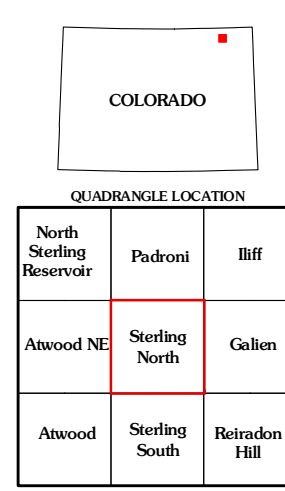 COLORADO
QUADRANGLE LOCATION
North
Sterling
Reservoir
Padroni
Iliff
Atwood NE
Sterling
North
Galien
Atwood
Sterling
South
Reiradon
Hill